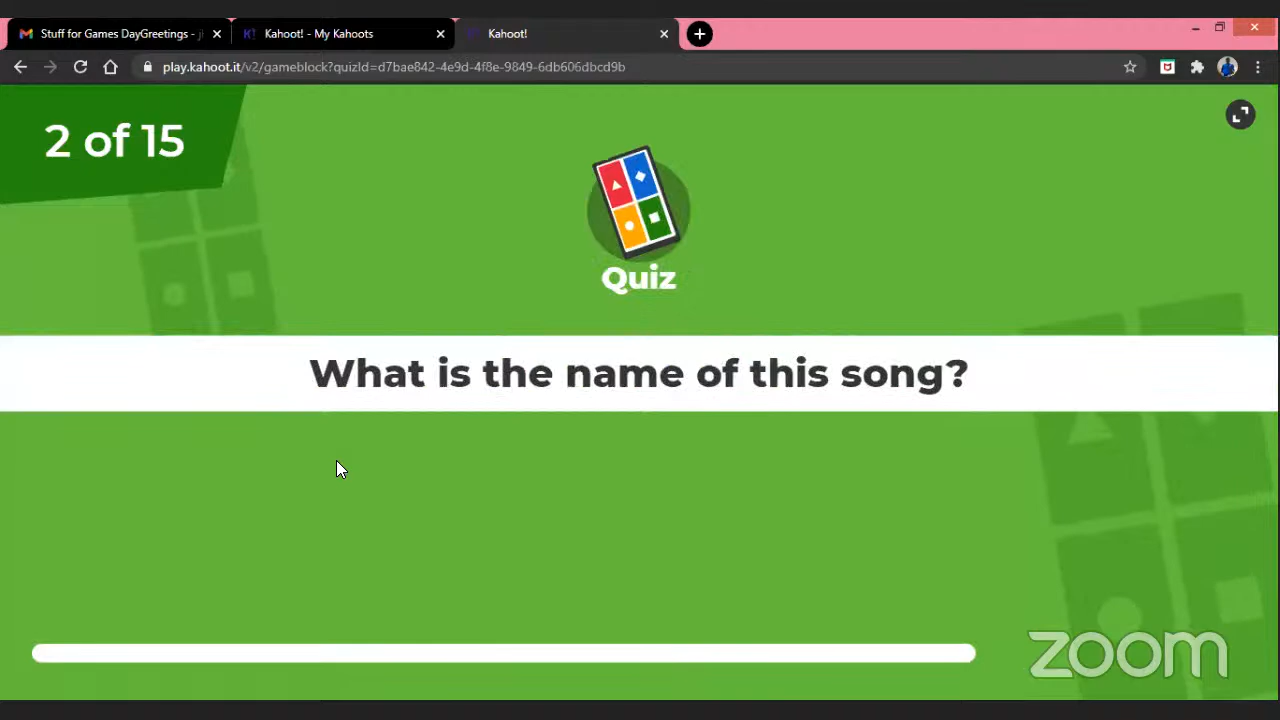 Stuff for Games DayGreetings - j
Kahoot! - My Kahoots
Kahoot!
play.kahoot.it/v2/gameblock?quizId=d7bae842-4e9d-4f8e-9849-6db606dbcd9b
2 of 15
Quiz
What is the name of this song?
zoom